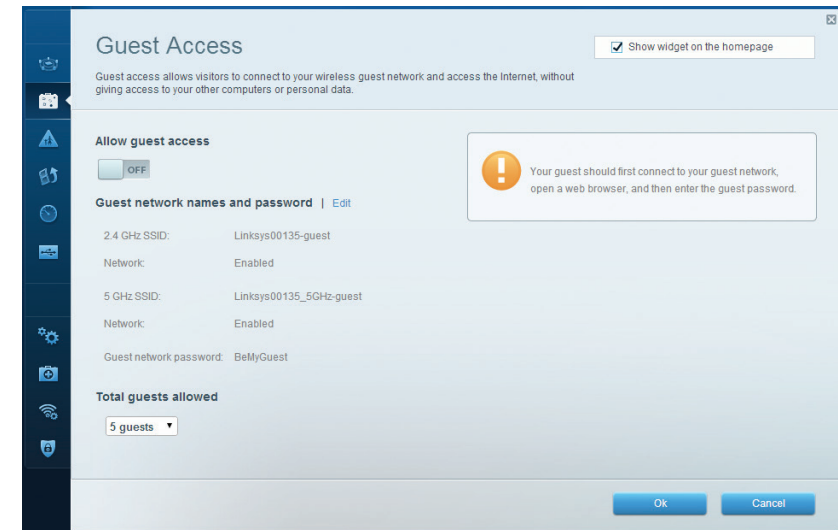 Guest Access
Show widget on the homepage
Guest access allows visitors to connect to your wireless guest network and access the Internet, without
giving access to your other computers or personal data.
Allow guest access
OFF
Your guest should first connect to your guest network,
open a web browser, and then enter the guest password.
Guest network names and password | Edit
2.4 GHz SSID: Linksys00135-guest
Network: Enabled
5 GHz SSID: Linksys00135_5GHz-guest
Network: Enabled
Guest network password: BeMyGuest
Total guests allowed
5 guests
Ok Cancel